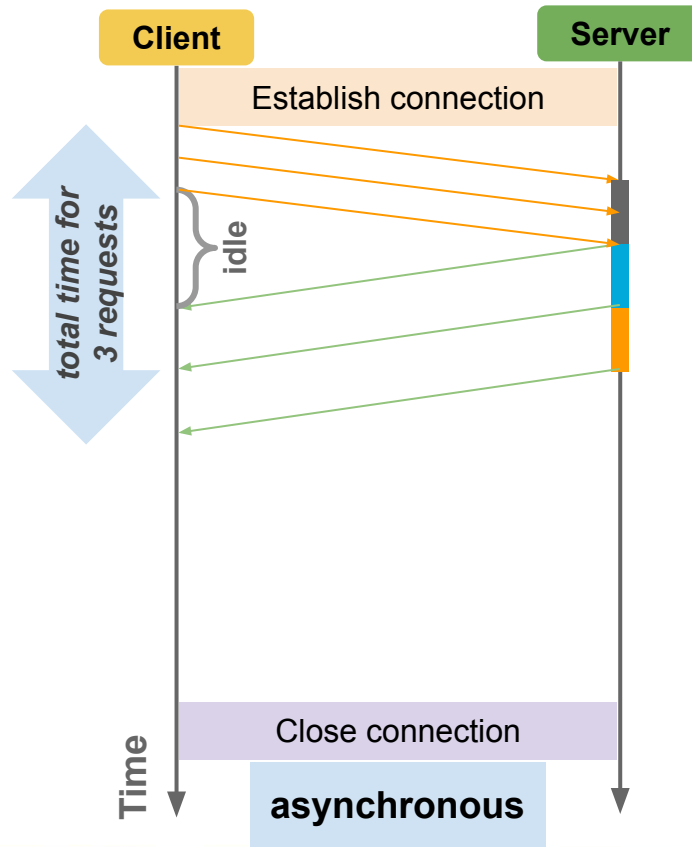 Client
Server
Establish connection
total time for
3 requests
idle
Close connection
Time
asynchronous